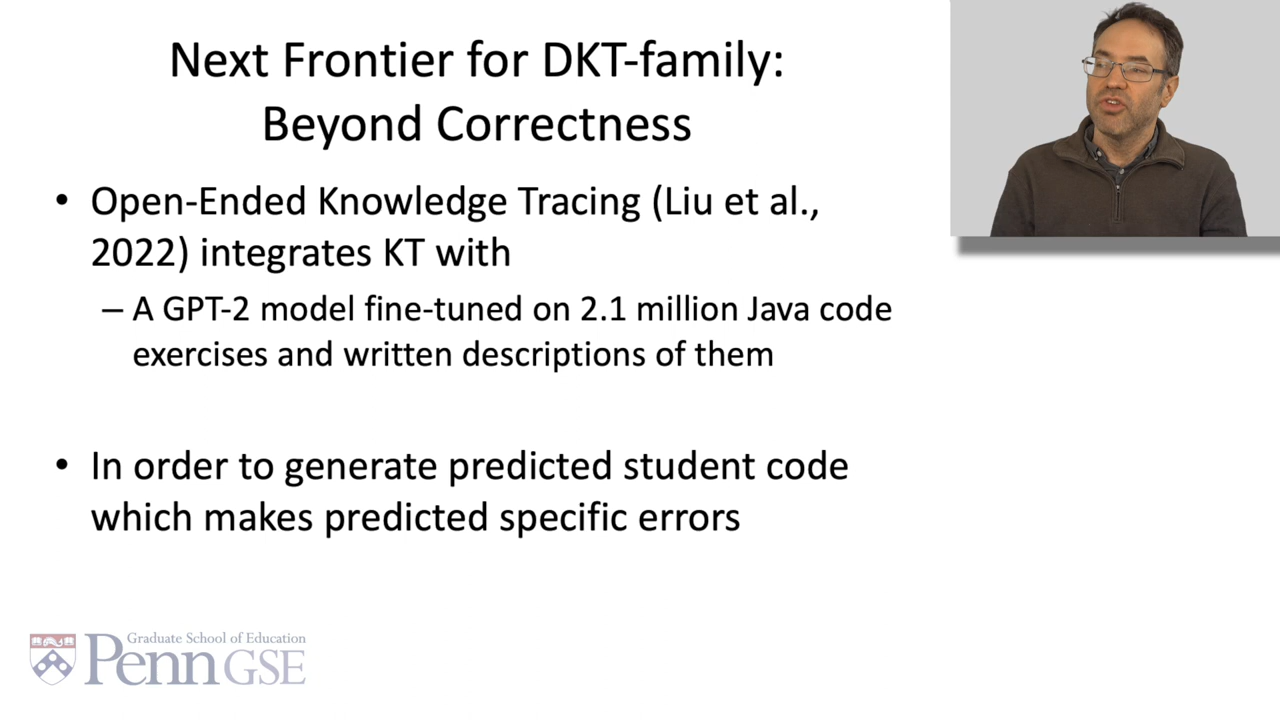 Next Frontier for DKT-family:
Beyond Correctness
• Open-Ended Knowledge Tracing (Liu et al.,
2022) integrates KT with
– A GPT-2 model fine-tuned on 2.1 million Java code
exercises and written descriptions of them
• In order to generate predicted student code
which makes predicted specific errors
Graduate School of Education
Penn GSE